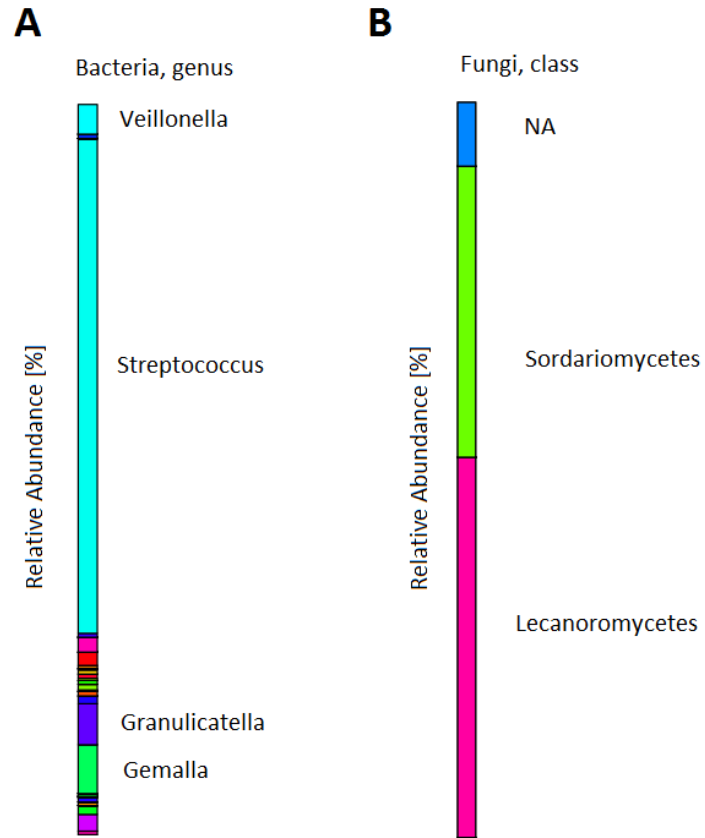 A
Bacteria, genus
Veillonella
Streptococcus
Granulicatella
Gemalla
Relative Abundance [%]
B
Fungi, class
NA
Sordariomycetes
Lecanoromycetes
Relative Abundance [%]